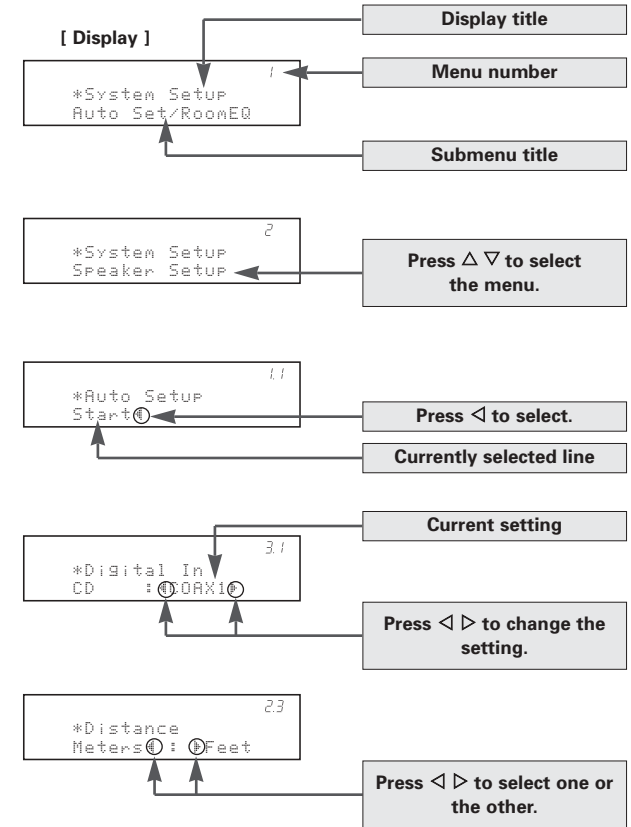 [ Display ]
Display title
1
Menu number
*System Setup
Auto Set/RoomEQ
Submenu title
2
*System Setup
Speaker Setup
Press △ ▽ to select
the menu.
1.1
*Auto Setup
Start◀
Press ◁ to select.
Currently selected line
Current setting
3.1
*Digital In
CD : ◀COAX1▶
Press ◁ ▷ to change the
setting.
2.3
*Distance
Meters◀ : ▶Feet
Press ◁ ▷ to select one or
the other.